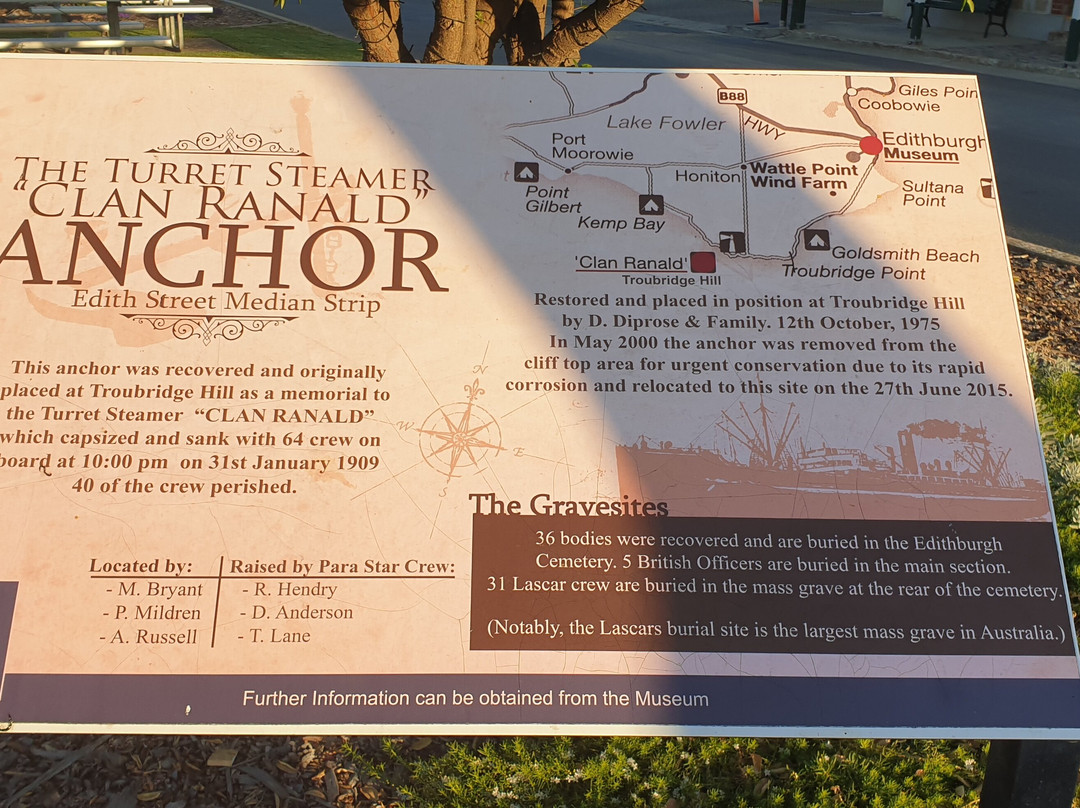 THE TURRET STEAMER
"CLAN RANALD"
ANCHOR
Edith Street Median Strip
This anchor was recovered and originally
placed at Troubridge Hill as a memorial to
the Turret Steamer "CLAN RANALD"
which capsized and sank with 64 crew on
board at 10:00 pm on 31st January 1909
40 of the crew perished.
Located by:
- M. Bryant
- P. Mildren
- A. Russell
Raised by Para Star Crew:
- R. Hendry
- D. Anderson
- T. Lane
N
W
E
S
B88
HWY
Lake Fowler
Giles Poin
Coobowie
Edithburgh
Museum
Port
Moorowie
Honiton
Wattle Point
Wind Farm
Sultana
Point
Point
Gilbert
Kemp Bay
'Clan Ranald'
Troubridge Hill
Goldsmith Beach
Troubridge Point
Restored and placed in position at Troubridge Hill
by D. Diprose & Family. 12th October, 1975
In May 2000 the anchor was removed from the
cliff top area for urgent conservation due to its rapid
corrosion and relocated to this site on the 27th June 2015.
The Gravesites
36 bodies were recovered and are buried in the Edithburgh
Cemetery. 5 British Officers are buried in the main section.
31 Lascar crew are buried in the mass grave at the rear of the cemetery.
(Notably, the Lascars burial site is the largest mass grave in Australia.)
Further Information can be obtained from the Museum